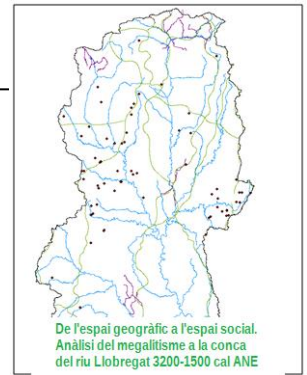 De l'espai geogràfic a l'espai social.
Anàlisi del megalitisme a la conca
del riu Llobregat 3200-1500 cal ANE